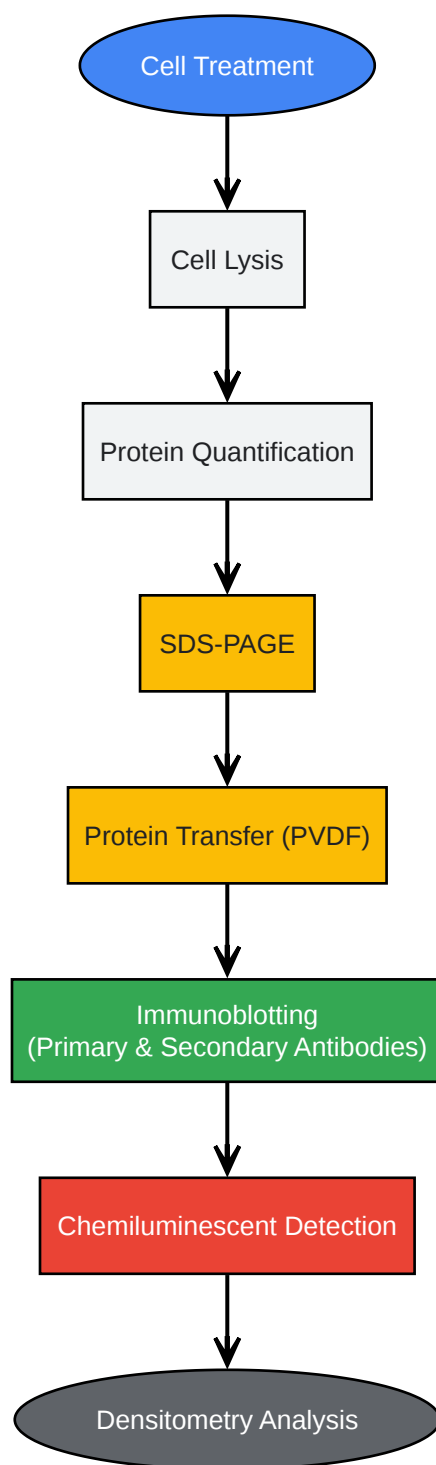 Cell Treatment
Cell Lysis
Protein Quantification
SDS-PAGE
Protein Transfer (PVDF)
Immunoblotting
(Primary & Secondary Antibodies)
Chemiluminescent Detection
Densitometry Analysis